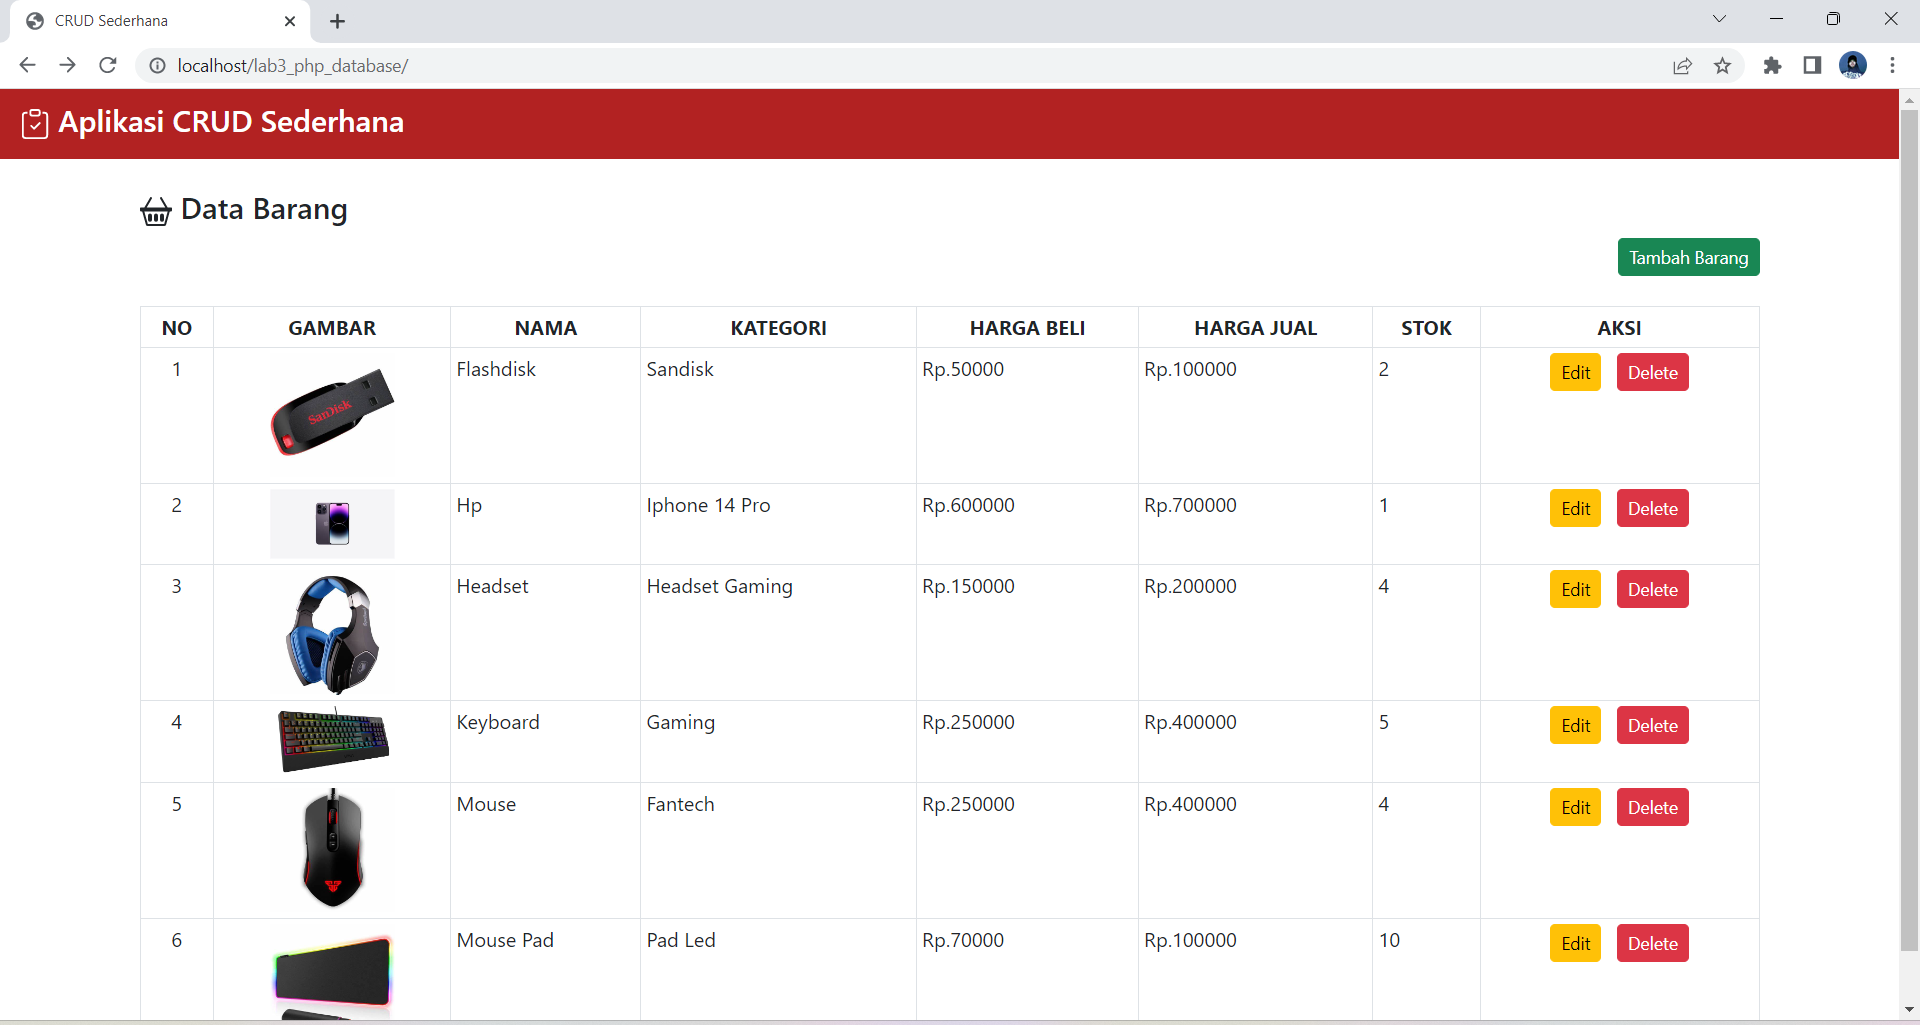 CRUD Sederhana
localhost/lab3_php_database/
Aplikasi CRUD Sederhana
Data Barang
Tambah Barang
NO GAMBAR NAMA KATEGORI HARGA BELI HARGA JUAL STOK AKSI
1 SanDisk Flashdisk Sandisk Rp.50000 Rp.100000 2 Edit Delete
2 Hp Iphone 14 Pro Rp.600000 Rp.700000 1 Edit Delete
3 Headset Headset Gaming Rp.150000 Rp.200000 4 Edit Delete
4 Keyboard Gaming Rp.250000 Rp.400000 5 Edit Delete
5 Mouse Fantech Rp.250000 Rp.400000 4 Edit Delete
6 Mouse Pad Pad Led Rp.70000 Rp.100000 10 Edit Delete